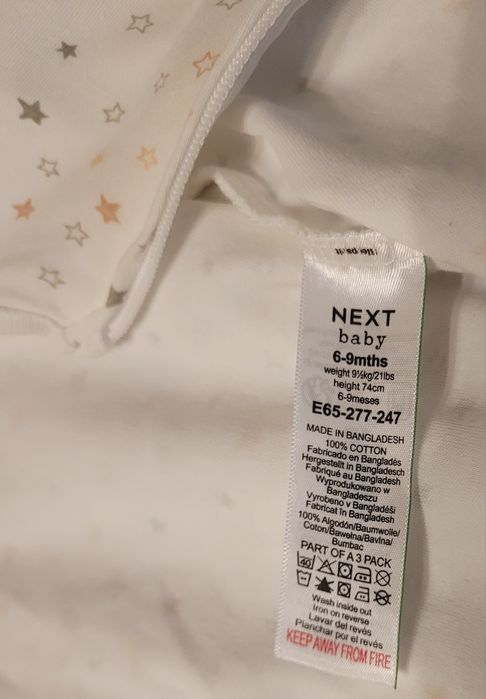 NEXT
baby
6-9mths
weight 9½kg/21lbs
height 74cm
6-9meses
E65-277-247
MADE IN BANGLADESH
100% COTTON
Fabricado en Bangladés
Hergestellt in Bangladesch
Fabriqué au Bangladesh
Wyprodukowano w
Bangladeszu
Vyrobeno v Bangladéši
Fabricat în Bangladesh
100% Algodón/Baumwolle/
Coton/Bawełna/Bavlna/
Bumbac
PART OF A 3 PACK
40
Wash inside out
Iron on reverse
Lavar del revés
Planchar por el revés
KEEP AWAY FROM FIRE